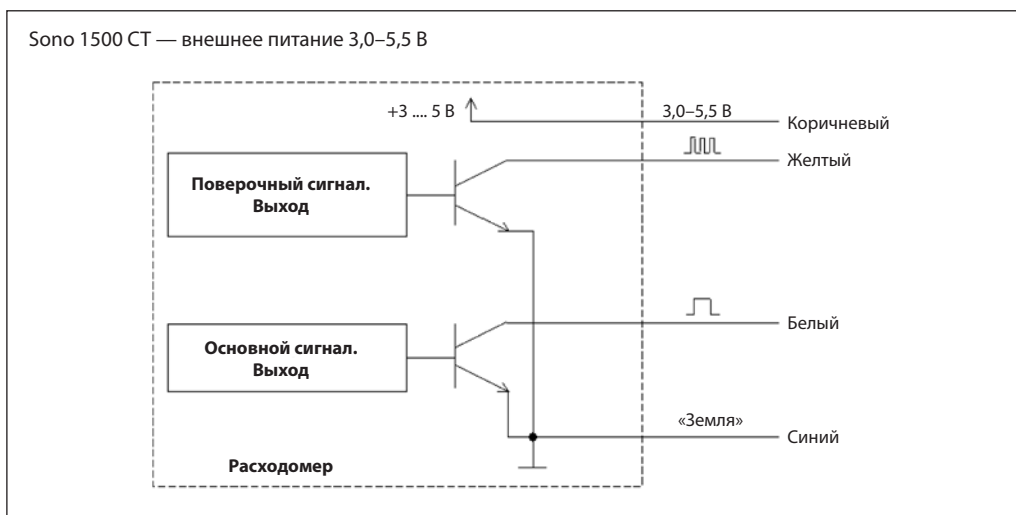 Sono 1500 CT — внешнее питание 3,0–5,5 В
+3 .... 5 В
3,0–5,5 В
Коричневый
Желтый
Поверочный сигнал.
Выход
Белый
Основной сигнал.
Выход
«Земля»
Синий
Расходомер